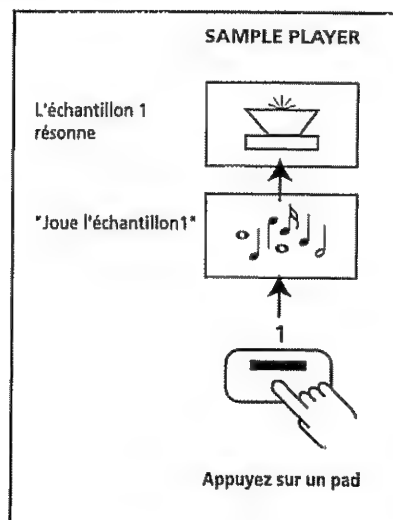 SAMPLE PLAYER
L'échantillon 1
résonne
"Joue l'échantillon1"
1
Appuyez sur un pad